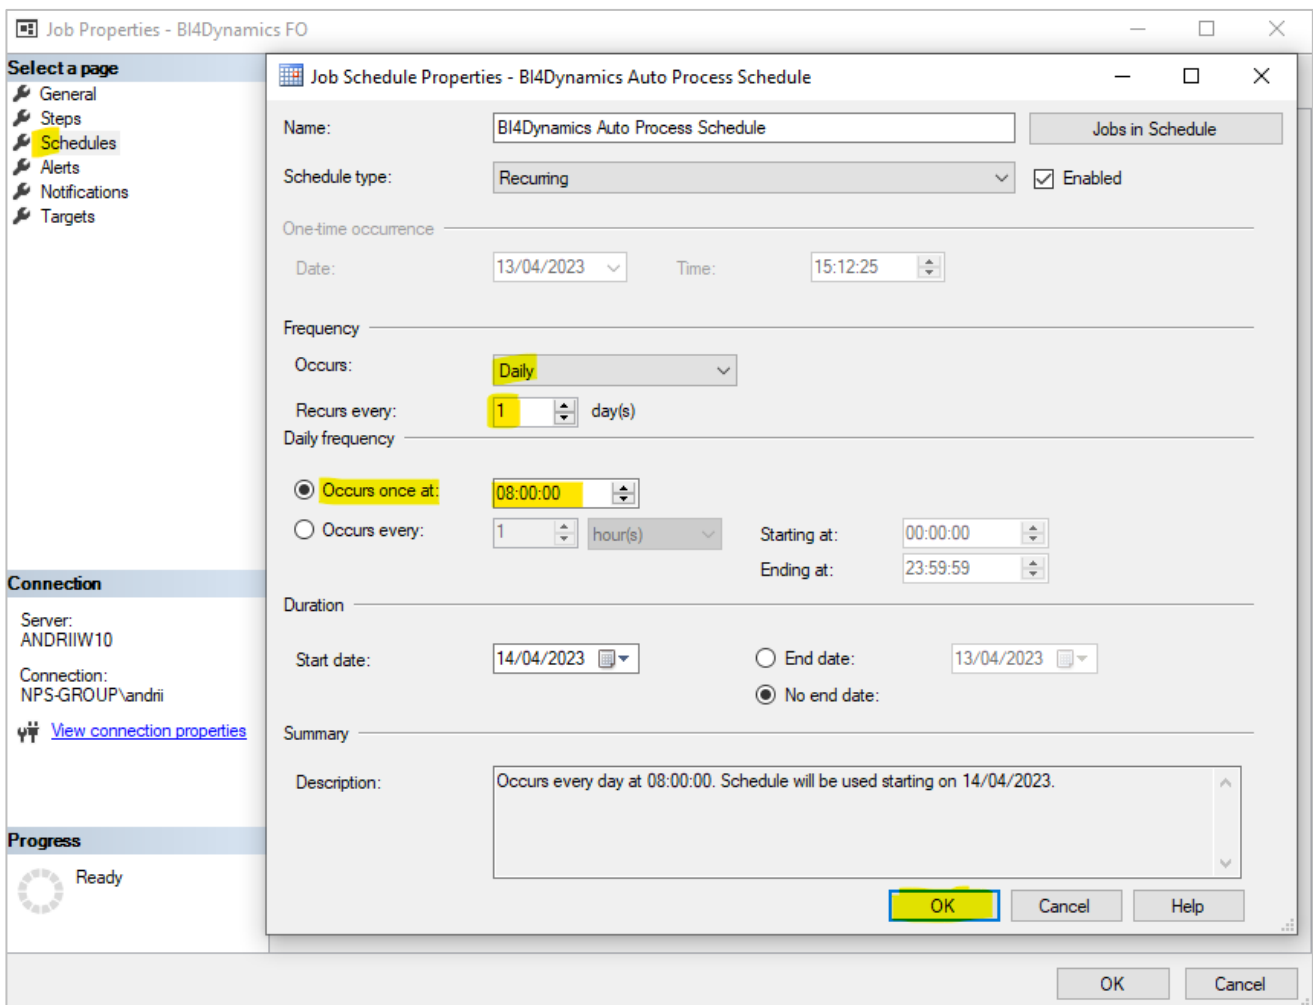 Job Properties - BI4Dynamics FO
Select a page
General
Steps
Schedules
Alerts
Notifications
Targets
Connection
Server:
ANDRIIW10
Connection:
NPS-GROUP\andrii
View connection properties
Progress
Ready
Job Schedule Properties - BI4Dynamics Auto Process Schedule
Name: BI4Dynamics Auto Process Schedule Jobs in Schedule
Schedule type: Recurring Enabled
One-time occurrence
Date: 13/04/2023 Time: 15:12:25
Frequency
Occurs: Daily
Recurs every: 1 day(s)
Daily frequency
Occurs once at: 08:00:00
Occurs every: 1 hour(s) Starting at: 00:00:00
Ending at: 23:59:59
Duration
Start date: 14/04/2023 End date: 13/04/2023
No end date:
Summary
Description: Occurs every day at 08:00:00. Schedule will be used starting on 14/04/2023.
OK Cancel Help
OK Cancel